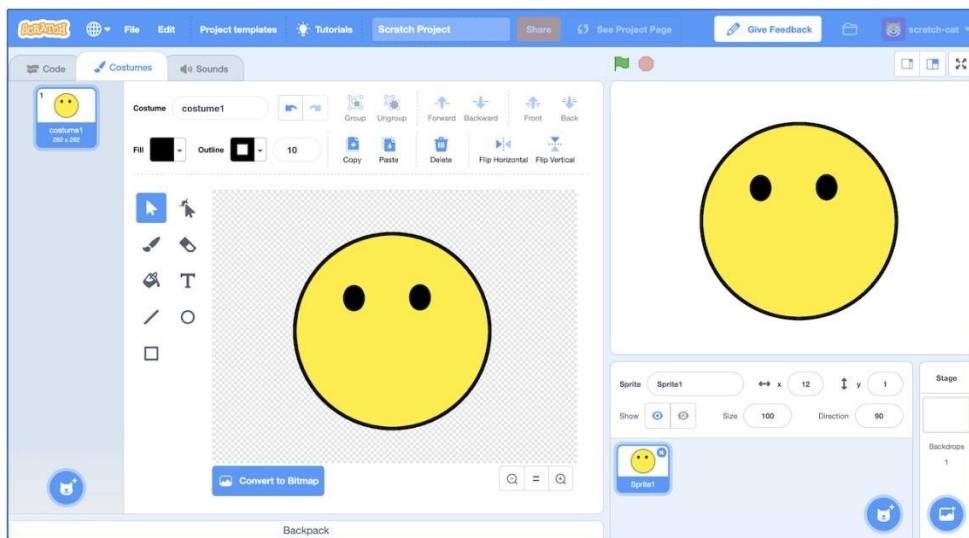 SCRATCH File Edit Project templates Tutorials Scratch Project Share See Project Page Give Feedback scratch-cat
Code Costumes Sounds
1
costume1
262 x 262
Costume costume1 Group Ungroup Forward Backward Front Back
Fill Outline 10 Copy Paste Delete Flip Horizontal Flip Vertical
T
Convert to Bitmap
=
Backpack
Sprite Sprite1 x 12 y 1
Show Size 100 Direction 90
Sprite1
Stage
Backdrops
1